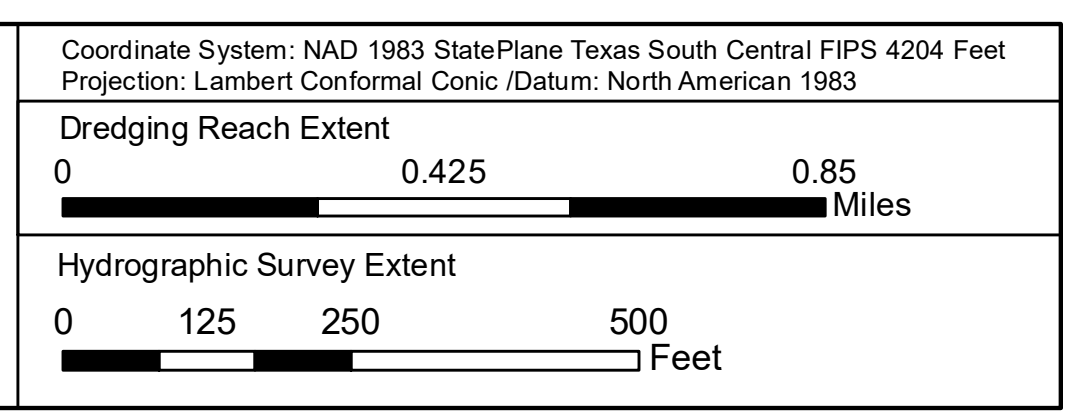 Coordinate System: NAD 1983 StatePlane Texas South Central FIPS 4204 Feet
Projection: Lambert Conformal Conic /Datum: North American 1983
Dredging Reach Extent
0 0.425 0.85
Miles
Hydrographic Survey Extent
0 125 250 500
Feet